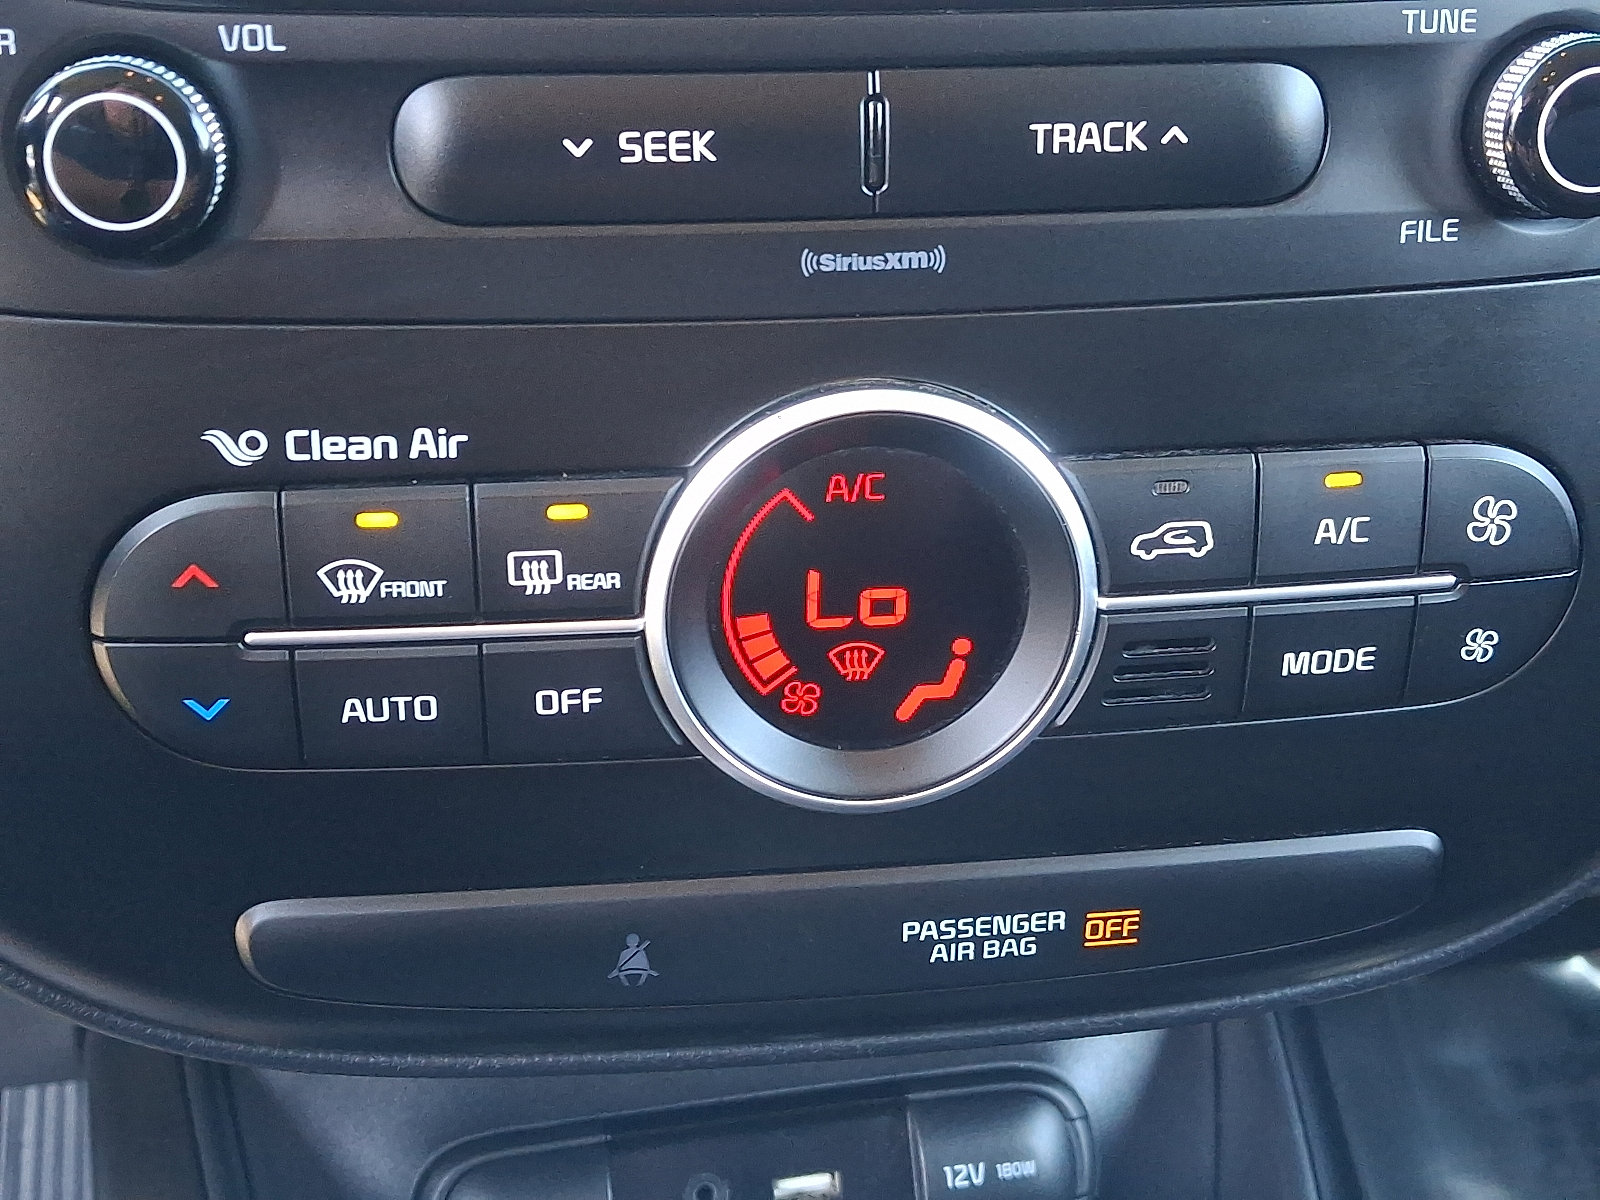 VOL
TUNE
SEEK
TRACK
FILE
SiriusXm
Clean Air
A/C
FRONT
REAR
Lo
A/C
AUTO
OFF
MODE
PASSENGER
AIR BAG
OFF
12V 180W